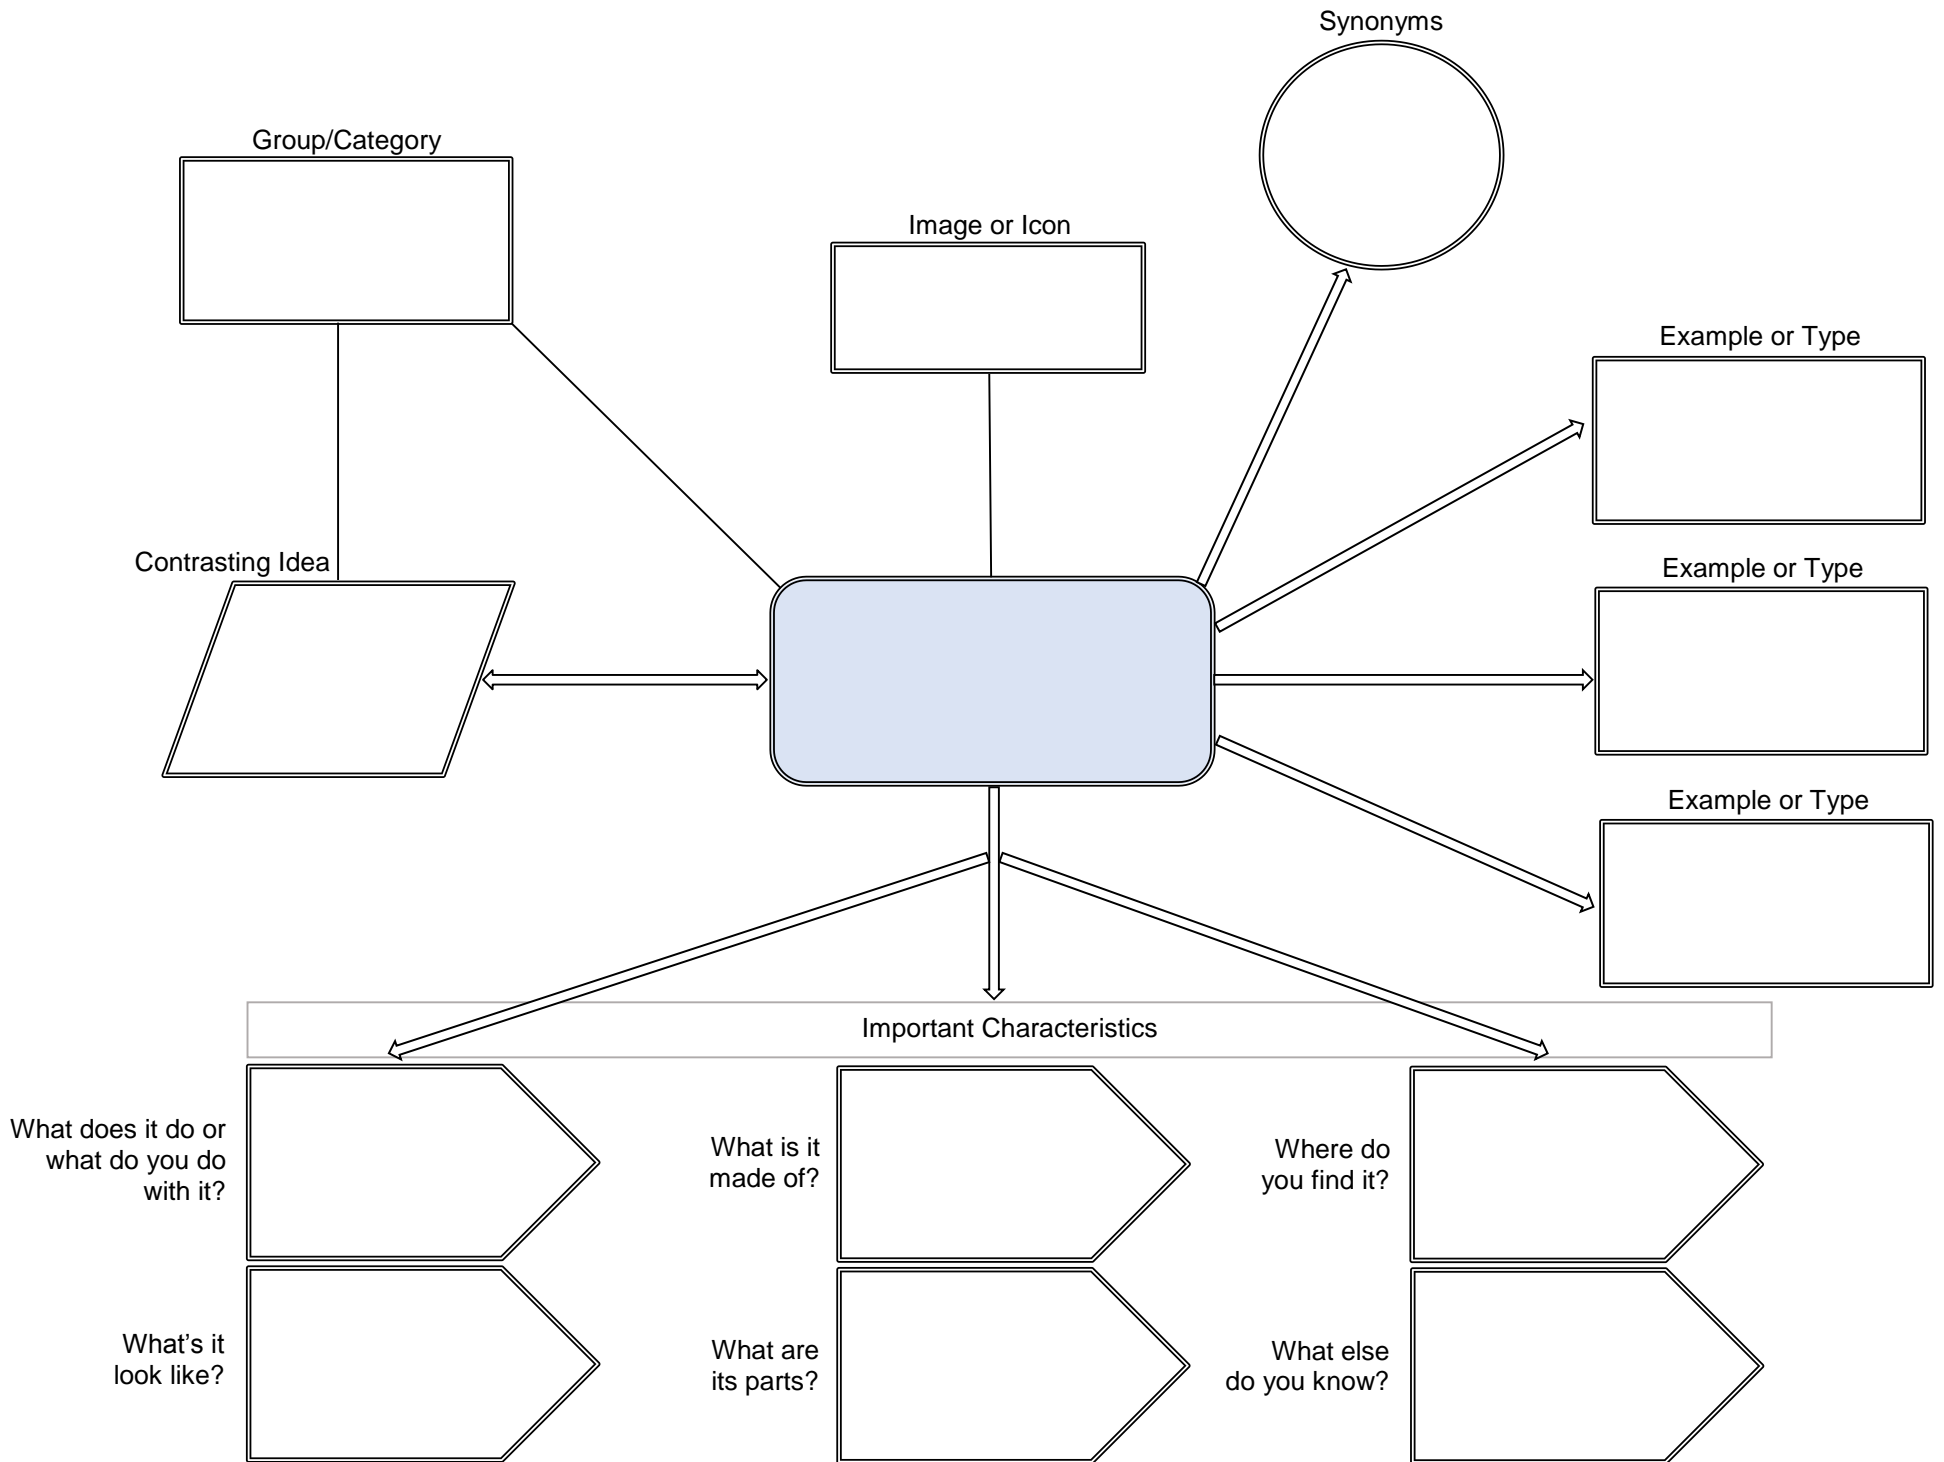 Synonyms
Group/Category
Image or Icon
Example or Type
Contrasting Idea
Example or Type
Example or Type
Important Characteristics
What does it do or
what do you do
with it?
What is it
made of?
Where do
you find it?
What’s it
look like?
What are
its parts?
What else
do you know?